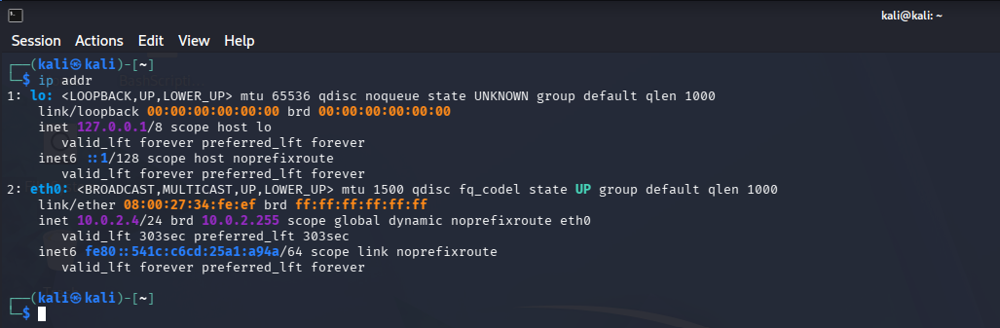 kali@kali: ~
Session Actions Edit View Help
┌──(kali㉿kali)-[~]
└─$ ip addr
1: lo: <LOOPBACK,UP,LOWER_UP> mtu 65536 qdisc noqueue state UNKNOWN group default qlen 1000
link/loopback 00:00:00:00:00:00 brd 00:00:00:00:00:00
inet 127.0.0.1/8 scope host lo
valid_lft forever preferred_lft forever
inet6 ::1/128 scope host noprefixroute
valid_lft forever preferred_lft forever
2: eth0: <BROADCAST,MULTICAST,UP,LOWER_UP> mtu 1500 qdisc fq_codel state UP group default qlen 1000
link/ether 08:00:27:34:fe:ef brd ff:ff:ff:ff:ff:ff
inet 10.0.2.4/24 brd 10.0.2.255 scope global dynamic noprefixroute eth0
valid_lft 303sec preferred_lft 303sec
inet6 fe80::541c:c6cd:25a1:a94a/64 scope link noprefixroute
valid_lft forever preferred_lft forever
┌──(kali㉿kali)-[~]
└─$